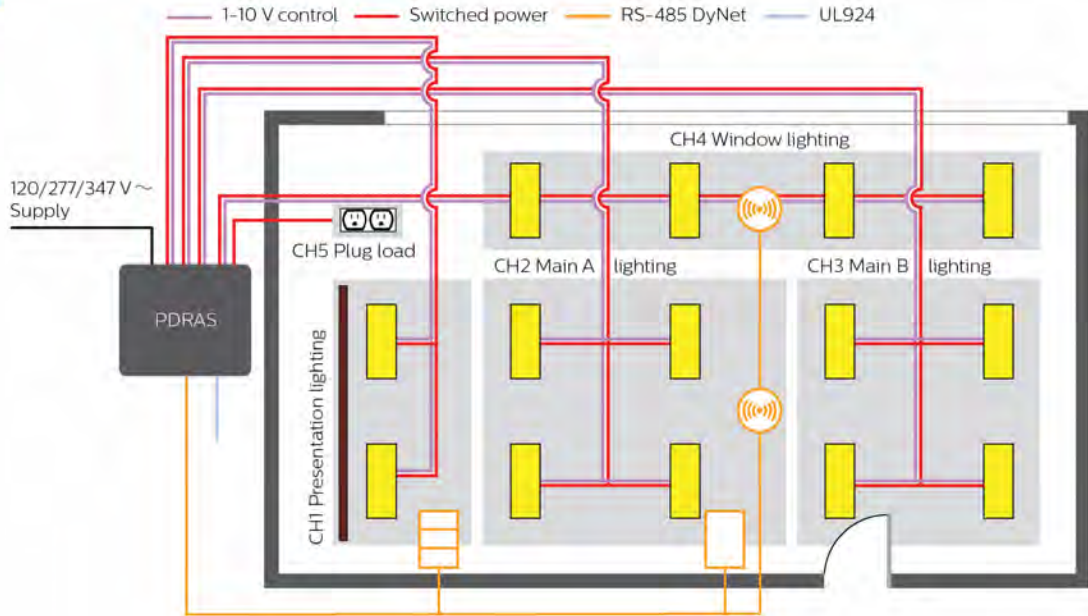 1-10 V control
Switched power
RS-485 DyNet
UL924
CH4 Window lighting
120/277/347 V ~
Supply
CH5 Plug load
CH2 Main A lighting
CH3 Main B lighting
PDRAS
CH1 Presentation lighting